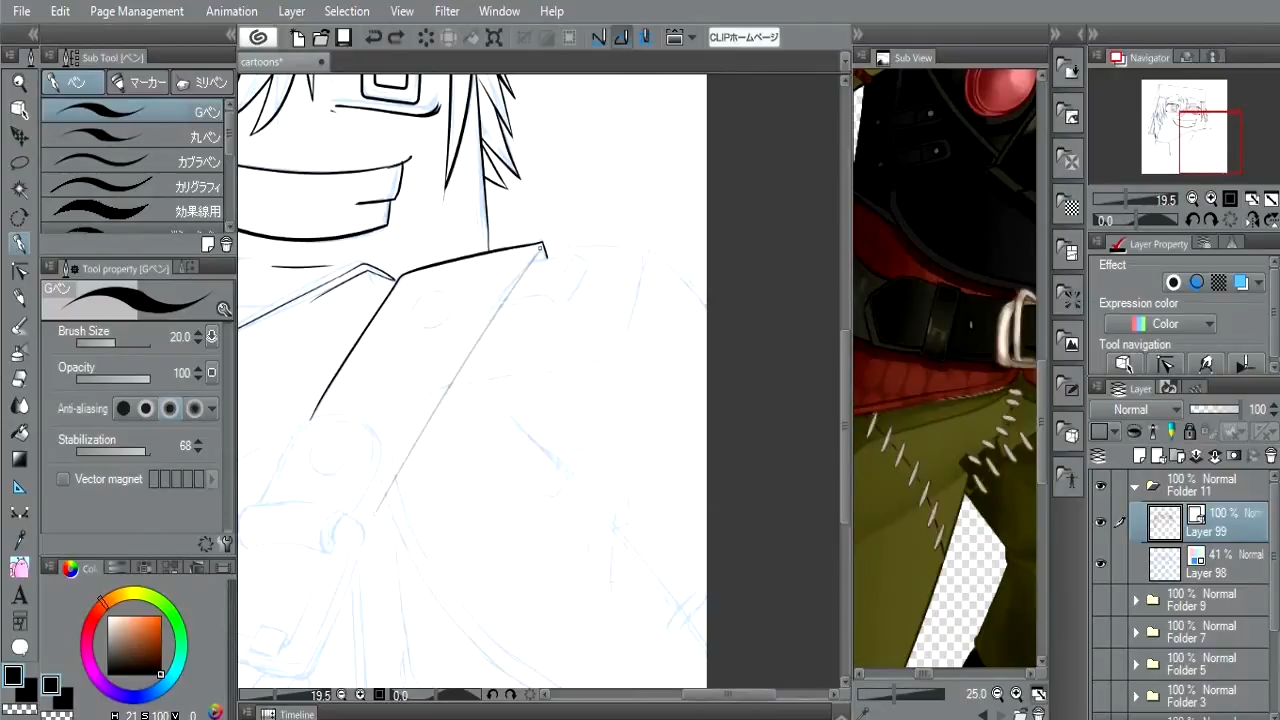 File Edit Page Management Animation Layer Selection View Filter Window Help
CLIPホームページ
Sub Tool [ペン]
cartoons*
Sub View
Navigator
ペン マーカー ミリペン
Gペン
丸ペン
カブラペン
カリグラフィ
効果線用
19.5
0.0
Tool property [Gペン]
Layer Property
Gペン
Effect
Brush Size 20.0
Expression color
Color
Opacity 100
Tool navigation
Anti-aliasing
Layer
Stabilization 68
Normal 100
Vector magnet
100 % Normal
Folder 11
100 % Norm
Layer 99
41 % Normal
Layer 98
Col
100 % Normal
Folder 9
100 % Normal
Folder 7
100 % Normal
Folder 5
100 % Normal
Folder 3
19.5 0.0
25.0
H 21 S 100 V 0
Timeline